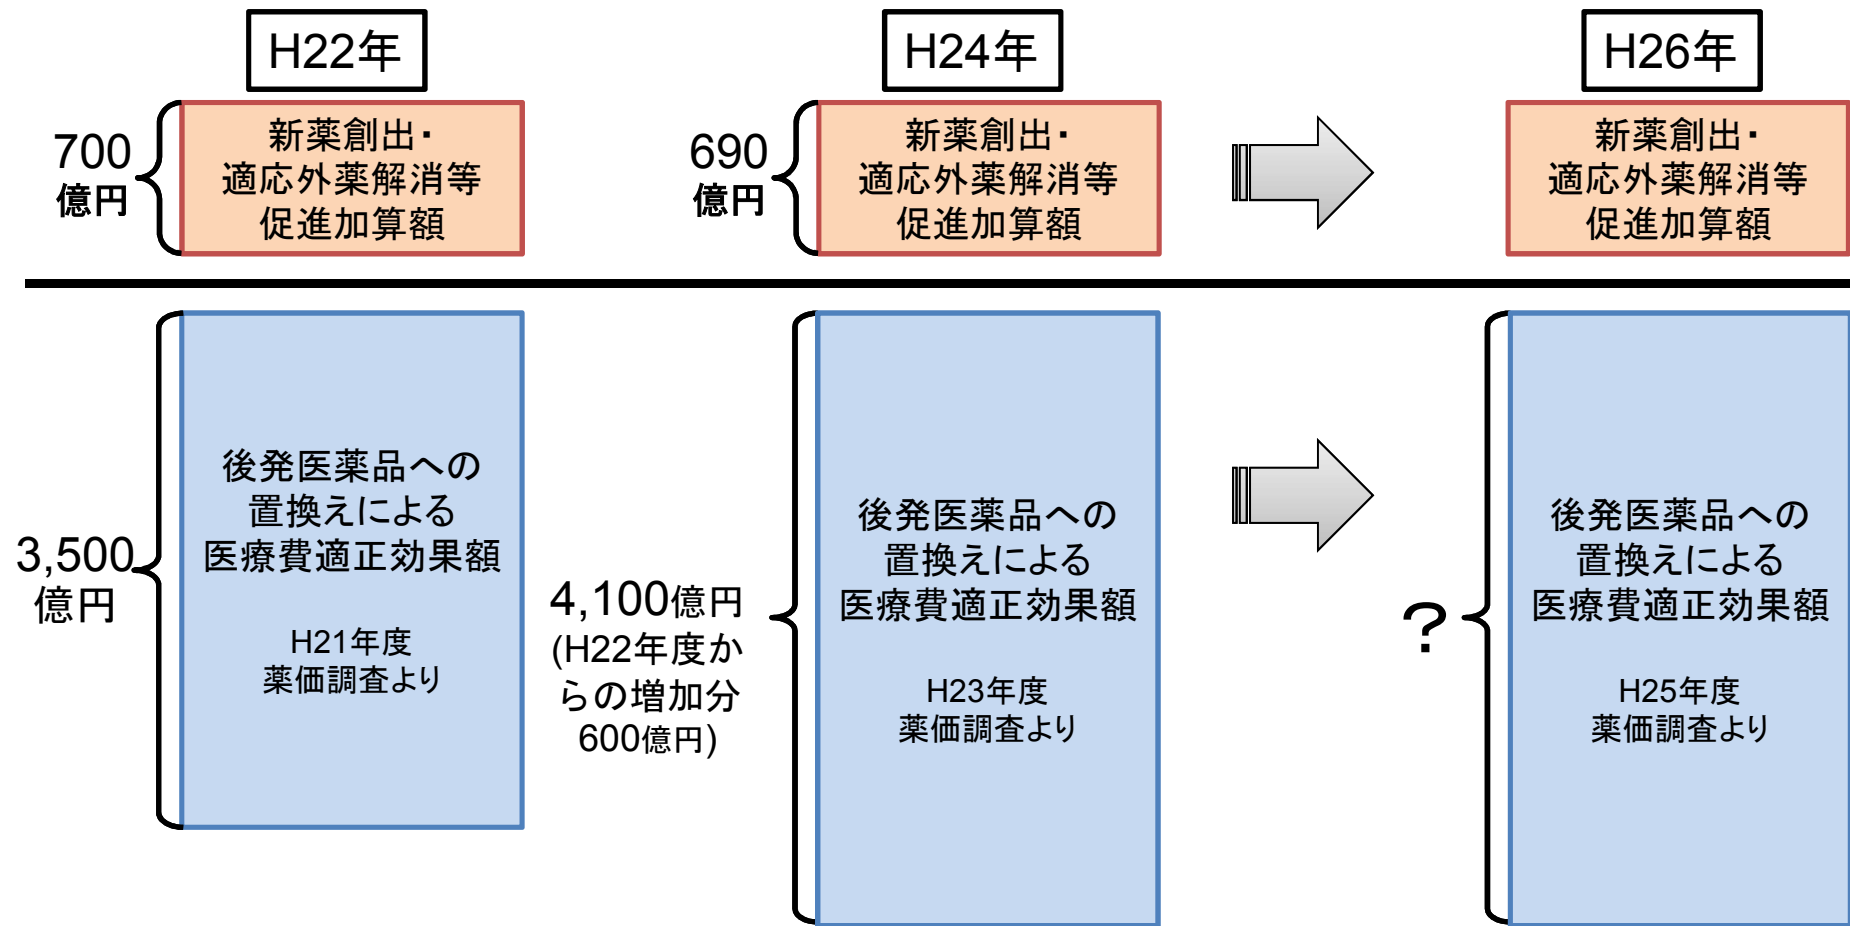 H22年
H24年
H26年
700
億円
新薬創出・
適応外薬解消等
促進加算額
690
億円
新薬創出・
適応外薬解消等
促進加算額
新薬創出・
適応外薬解消等
促進加算額
3,500
億円
後発医薬品への
置換えによる
医療費適正効果額
H21年度
薬価調査より
4,100億円
(H22年度か
らの増加分
600億円)
後発医薬品への
置換えによる
医療費適正効果額
H23年度
薬価調査より
?
後発医薬品への
置換えによる
医療費適正効果額
H25年度
薬価調査より